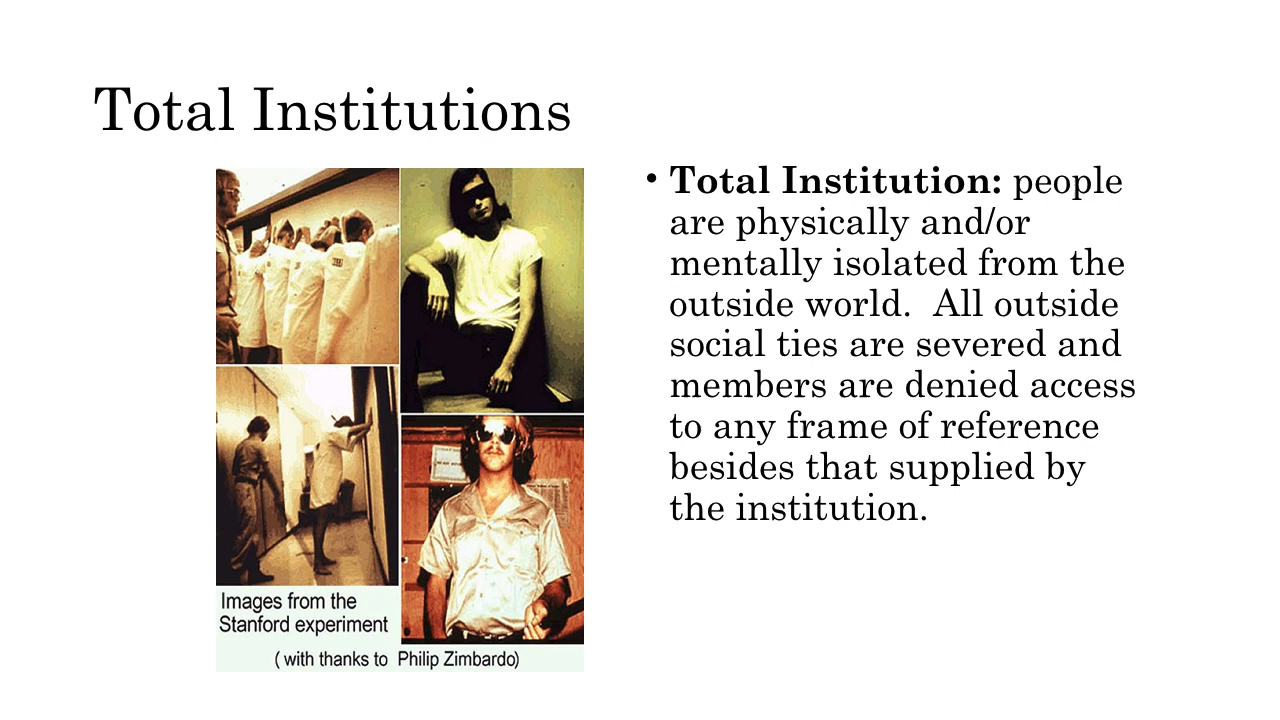 Total Institutions
• Total Institution: people
are physically and/or
mentally isolated from the
outside world.  All outside
social ties are severed and
members are denied access
to any frame of reference
besides that supplied by
the institution.
Images from the
Stanford experiment
( with thanks to Philip Zimbardo)